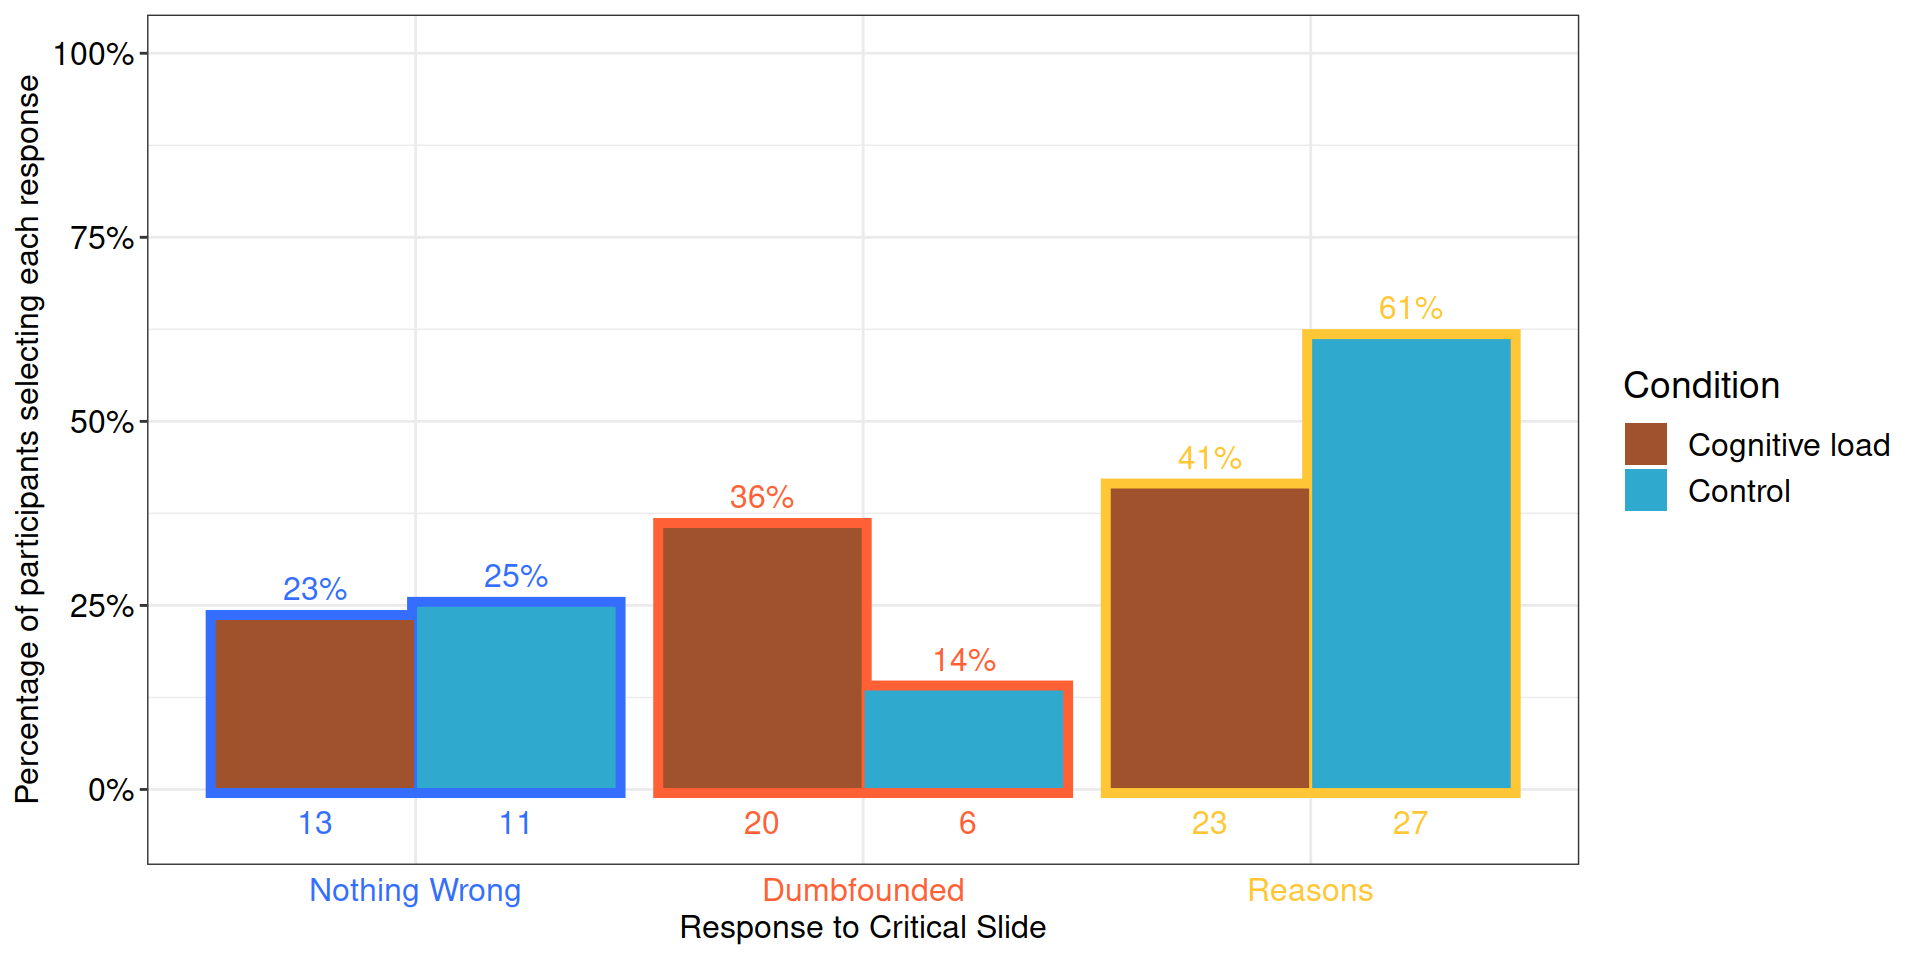 Percentage of participants selecting each response
100%
75%
50%
25%
0%
23%
25%
36%
14%
41%
61%
13
11
20
6
23
27
Nothing Wrong
Dumbfounded
Reasons
Response to Critical Slide
Condition
Cognitive load
Control